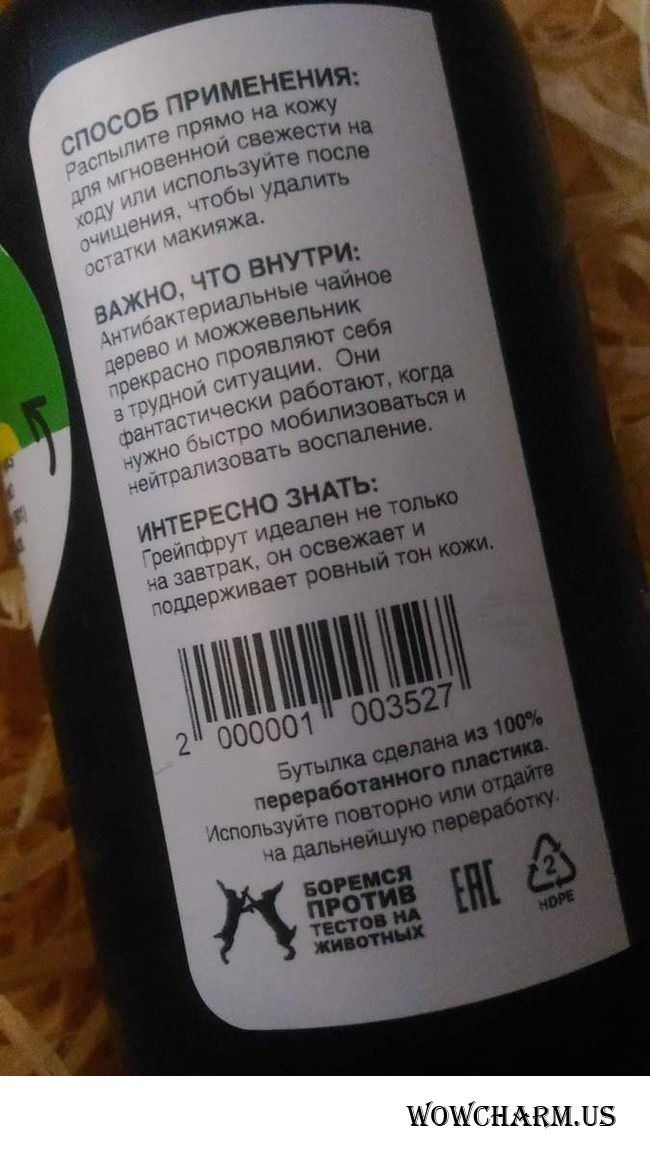 СПОСОБ ПРИМЕНЕНИЯ:
Распылите прямо на кожу
для мгновенной свежести на
ходу или используйте после
очищения, чтобы удалить
остатки макияжа.
ВАЖНО, ЧТО ВНУТРИ:
Антибактериальные чайное
дерево и можжевельник
прекрасно проявляют себя
в трудной ситуации. Они
фантастически работают, когда
нужно быстро мобилизоваться и
нейтрализовать воспаление.
ИНТЕРЕСНО ЗНАТЬ:
Грейпфрут идеален не только
на завтрак, он освежает и
поддерживает ровный тон кожи.
2 000001 003527
Бутылка сделана из 100%
переработанного пластика.
Используйте повторно или отдайте
на дальнейшую переработку.
БОРЕМСЯ
ПРОТИВ
ТЕСТОВ НА
ЖИВОТНЫХ
EAC
2
HDPE
WOWCHARM.US